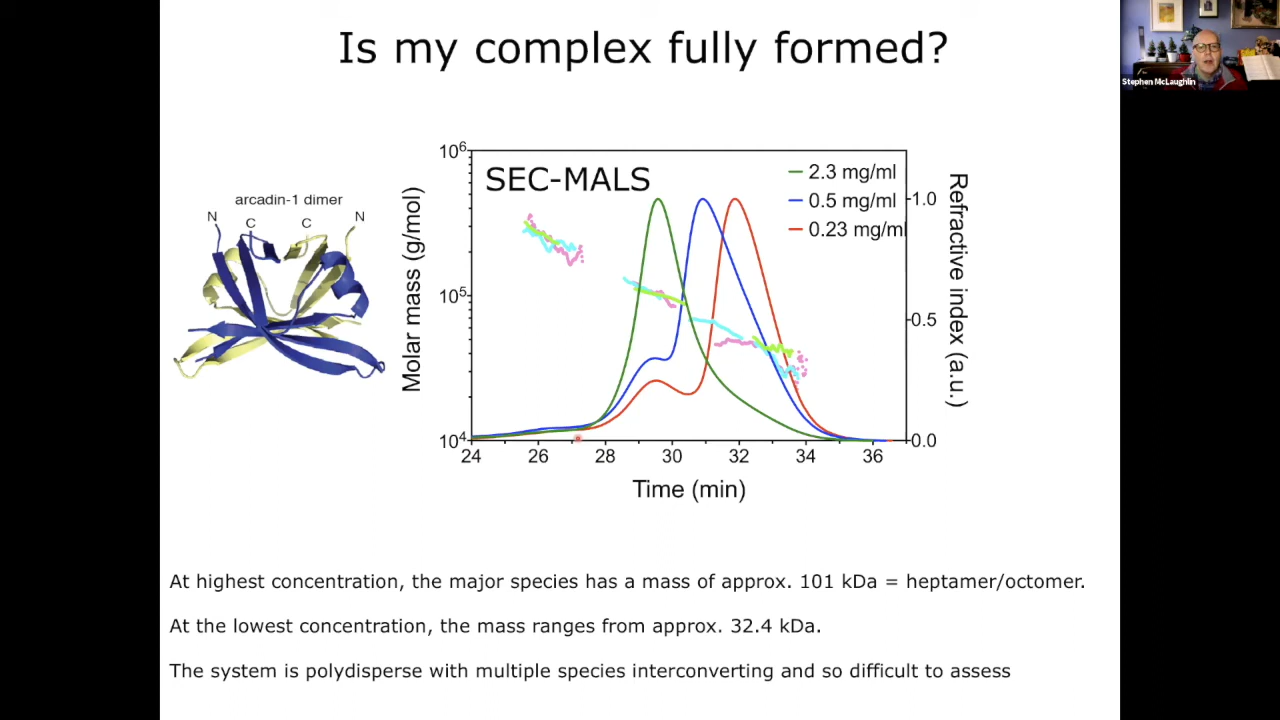 Is my complex fully formed?
Stephen McLaughlin
arcadin-1 dimer
N C C N
SEC-MALS
2.3 mg/ml
0.5 mg/ml
0.23 mg/ml
Molar mass (g/mol)
10⁶
10⁵
10⁴
1.0
0.5
0.0
Refractive index (a.u.)
24 26 28 30 32 34 36
Time (min)
At highest concentration, the major species has a mass of approx. 101 kDa = heptamer/octomer.
At the lowest concentration, the mass ranges from approx. 32.4 kDa.
The system is polydisperse with multiple species interconverting and so difficult to assess